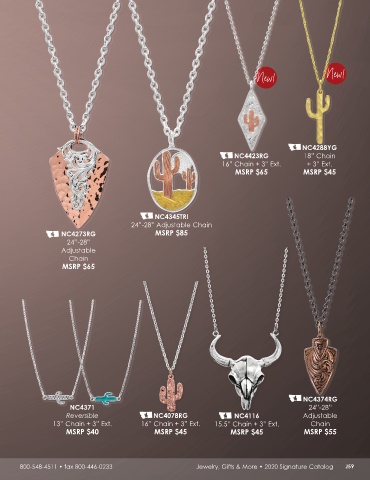 New!
New!
NC4423RG
16" Chain + 3" Ext.
MSRP $65
NC4288YG
18" Chain
+ 3" Ext.
MSRP $45
NC4345TRI
24"-28" Adjustable Chain
MSRP $85
NC4273RG
24"-28"
Adjustable
Chain
MSRP $65
NC4371
Reversible
13" Chain + 3" Ext.
MSRP $40
NC4078RG
16" Chain + 3" Ext.
MSRP $45
NC4116
15.5" Chain + 3" Ext.
MSRP $45
NC4374RG
24"-28"
Adjustable
Chain
MSRP $55
800-548-4511 • fax 800-446-0233
Jewelry, Gifts & More • 2020 Signature Catalog